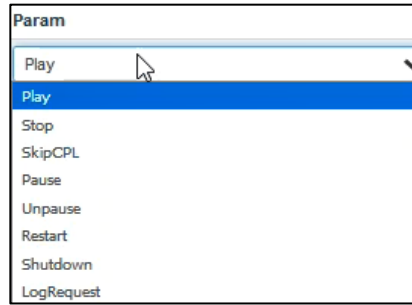 Param
Play
Play
Stop
SkipCPL
Pause
Unpause
Restart
Shutdown
LogRequest